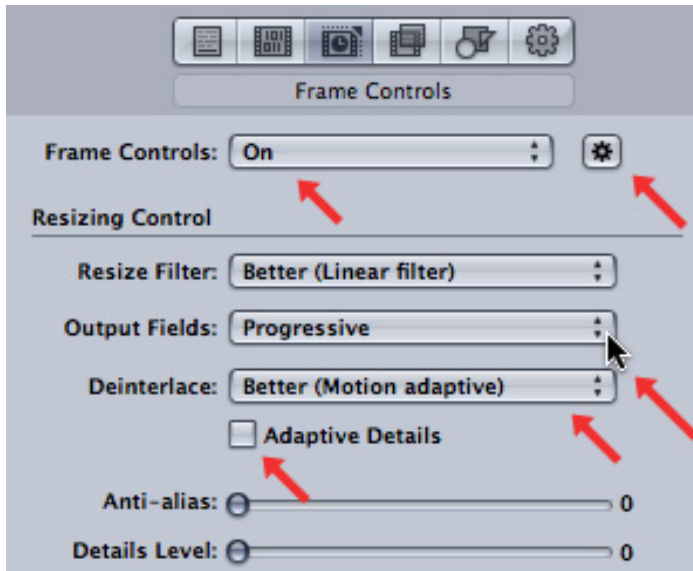 Frame Controls
Frame Controls: On
Resizing Control
Resize Filter: Better (Linear filter)
Output Fields: Progressive
Deinterlace: Better (Motion adaptive)
Adaptive Details
Anti-alias: 0
Details Level: 0